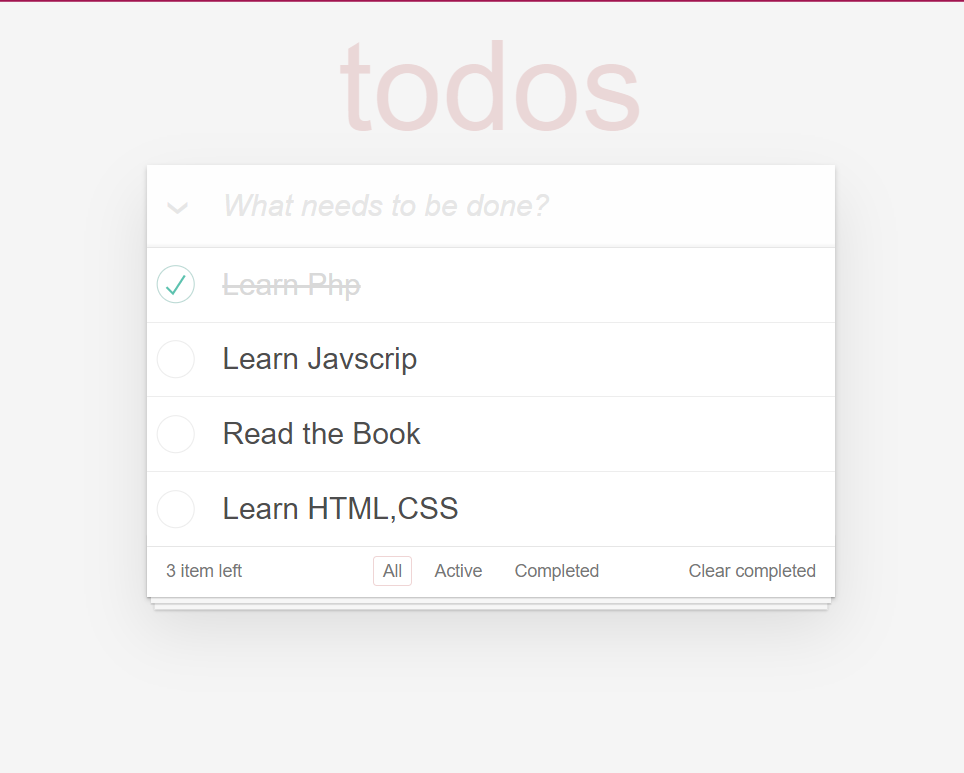 todos
What needs to be done?
Learn Php
Learn Javscrip
Read the Book
Learn HTML,CSS
3 item left All Active Completed Clear completed